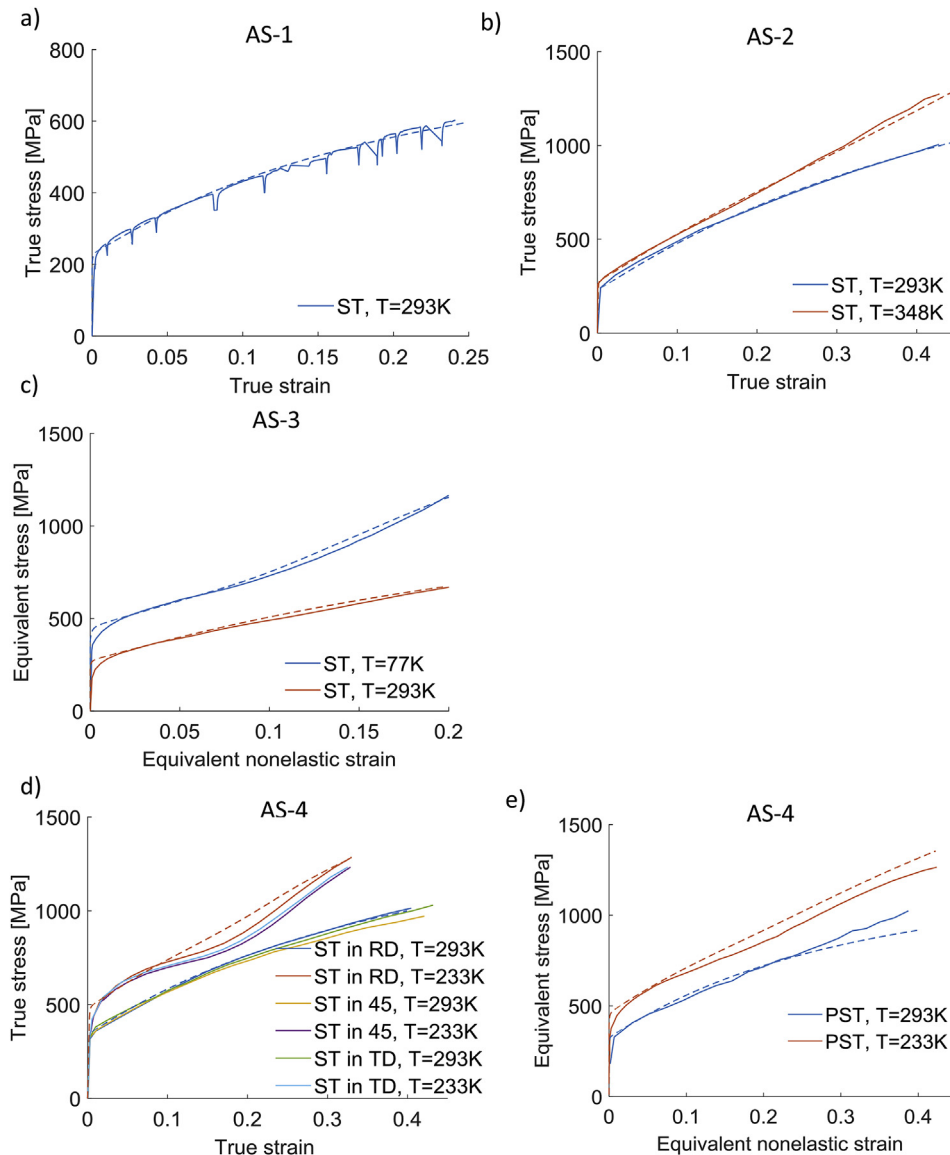 a)
AS-1
True stress [MPa]
800
600
400
200
0
0 0.05 0.1 0.15 0.2 0.25
True strain
ST, T=293K
b)
AS-2
True stress [MPa]
1500
1000
500
0
0 0.1 0.2 0.3 0.4
True strain
ST, T=293K
ST, T=348K
c)
AS-3
Equivalent stress [MPa]
1500
1000
500
0
0 0.05 0.1 0.15 0.2
Equivalent nonelastic strain
ST, T=77K
ST, T=293K
d)
AS-4
True stress [MPa]
1500
1000
500
0
0 0.1 0.2 0.3 0.4
True strain
ST in RD, T=293K
ST in RD, T=233K
ST in 45, T=293K
ST in 45, T=233K
ST in TD, T=293K
ST in TD, T=233K
e)
AS-4
Equivalent stress [MPa]
1500
1000
500
0
0 0.1 0.2 0.3 0.4
Equivalent nonelastic strain
PST, T=293K
PST, T=233K